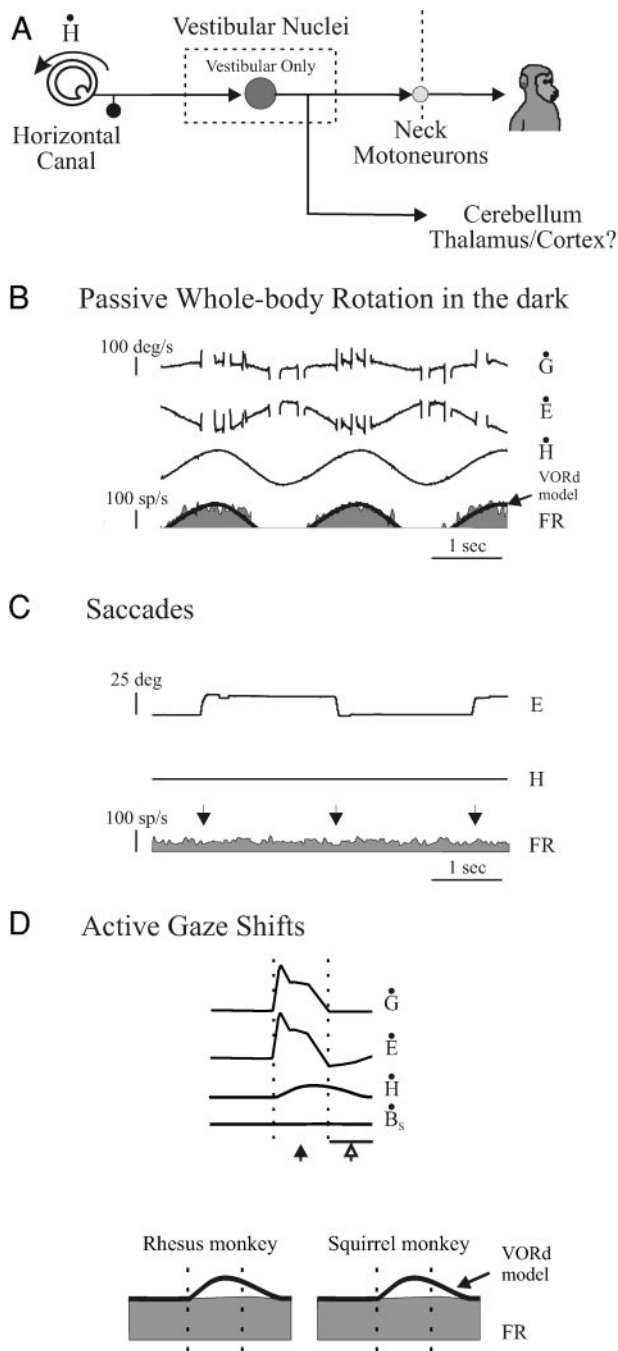 A
Ḣ
Vestibular Nuclei
Vestibular Only
Horizontal
Canal
Neck
Motoneurons
Cerebellum
Thalamus/Cortex?
B Passive Whole-body Rotation in the dark
100 deg/s
Ġ
Ė
Ḣ
VORd
model
100 sp/s
FR
1 sec
C Saccades
25 deg
E
H
100 sp/s
FR
1 sec
D Active Gaze Shifts
Ġ
Ė
Ḣ
Ḃs
Rhesus monkey
Squirrel monkey
VORd
model
FR